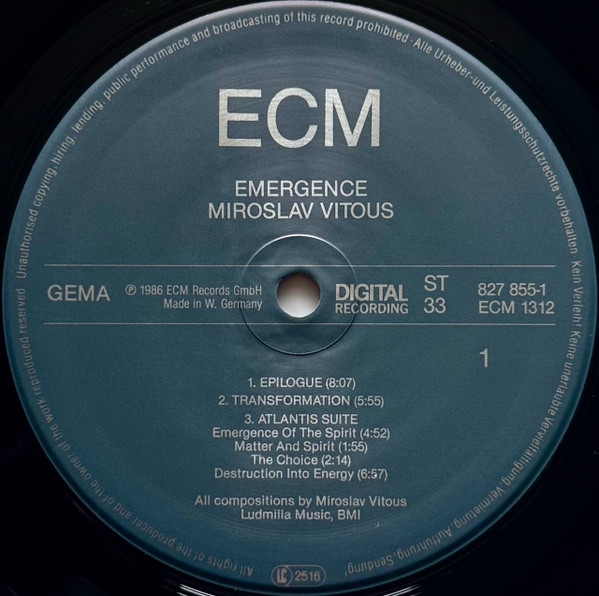 All rights of the producer and of the owner of the work reproduced reserved Unauthorised copying, hiring, lending, public performance and broadcasting of this record prohibited · Alle Urheber- und Leistungsschutzrechte vorbehalten. Kein Verleih! Keine unerlaubte Vervielfältigung, Vermietung, Aufführung, Sendung!
ECM
EMERGENCE
MIROSLAV VITOUS
GEMA
℗ 1986 ECM Records GmbH
Made in W. Germany
DIGITAL
RECORDING
ST
33
827 855-1
ECM 1312
1
1. EPILOGUE (8:07)
2. TRANSFORMATION (5:55)
3. ATLANTIS SUITE
Emergence Of The Spirit (4:52)
Matter And Spirit (1:55)
The Choice (2:14)
Destruction Into Energy (6:57)
All compositions by Miroslav Vitous
Ludmilla Music, BMI
LC 2516